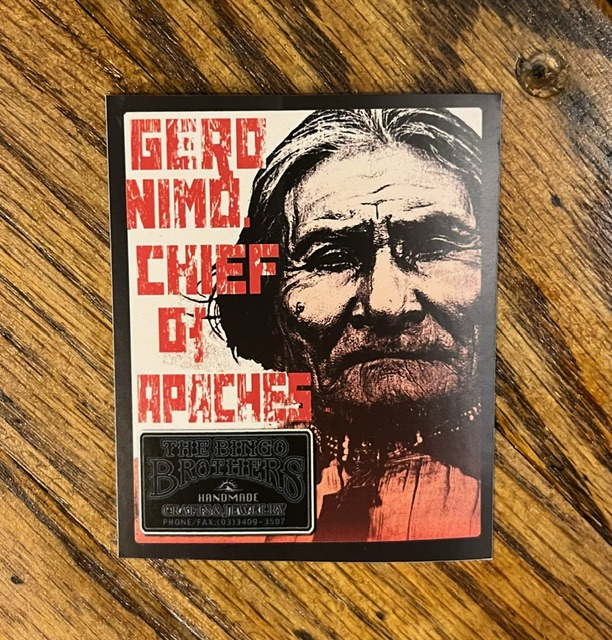 GERO
NIMO.
CHIEF
Of
APACHES
THE BINGO
BROTHERS
HANDMADE
CRAFTS & JEWELRY
PHONE/FAX:(03)3409-3507